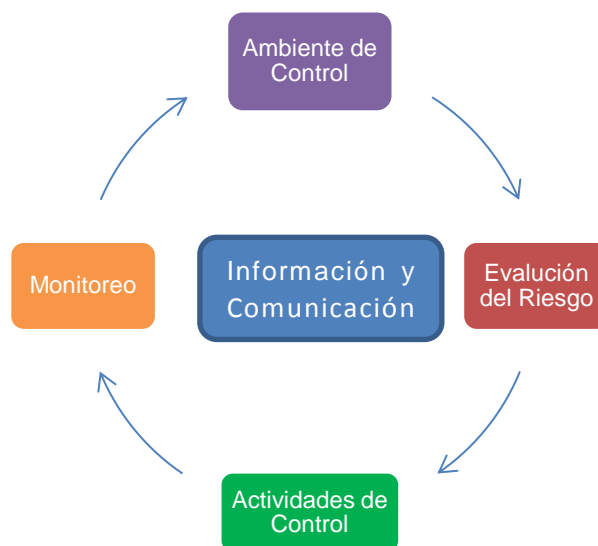 Ambiente de
Control
Monitoreo
Información y
Comunicación
Evalución
del Riesgo
Actividades de
Control